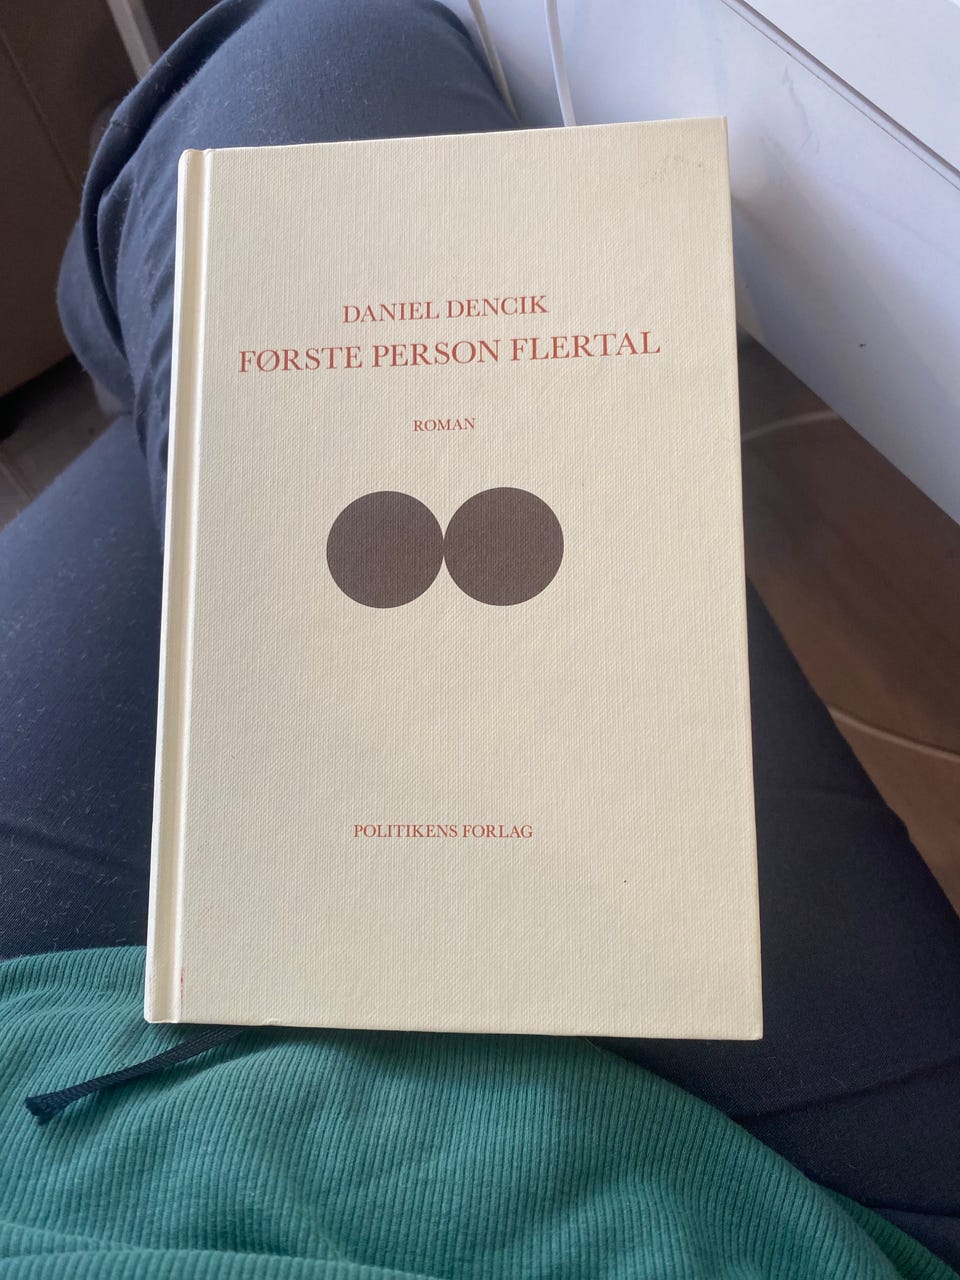 DANIEL DENCIK
FØRSTE PERSON FLERTAL
ROMAN
POLITIKENS FORLAG